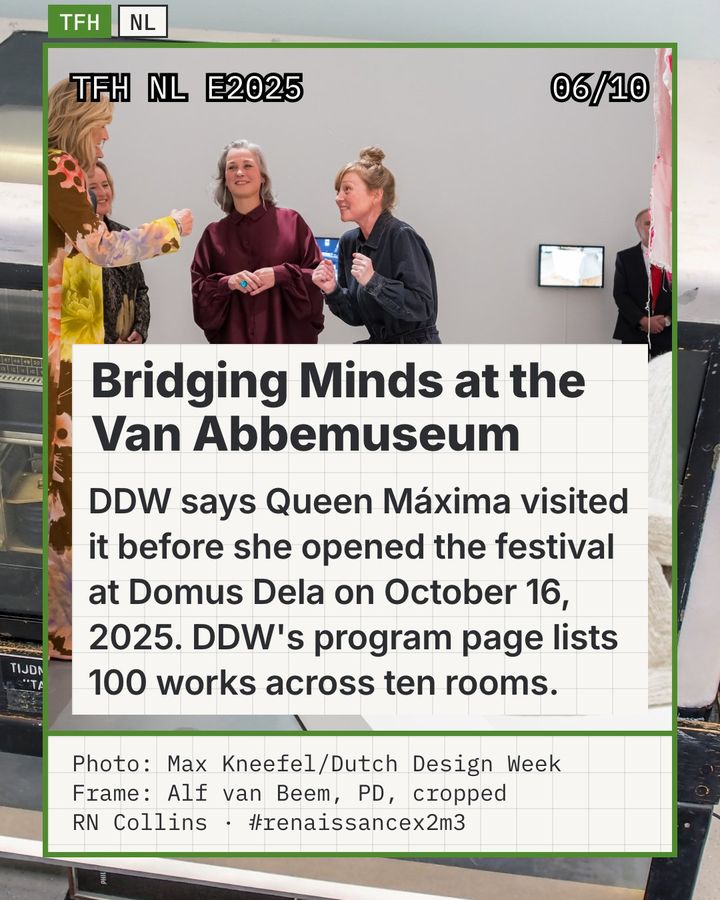 TFH NL
TFH NL E2025 06/10
Bridging Minds at the
Van Abbemuseum
DDW says Queen Máxima visited
it before she opened the festival
at Domus Dela on October 16,
2025. DDW's program page lists
100 works across ten rooms.
Photo: Max Kneefel/Dutch Design Week
Frame: Alf van Beem, PD, cropped
RN Collins · #renaissancex2m3